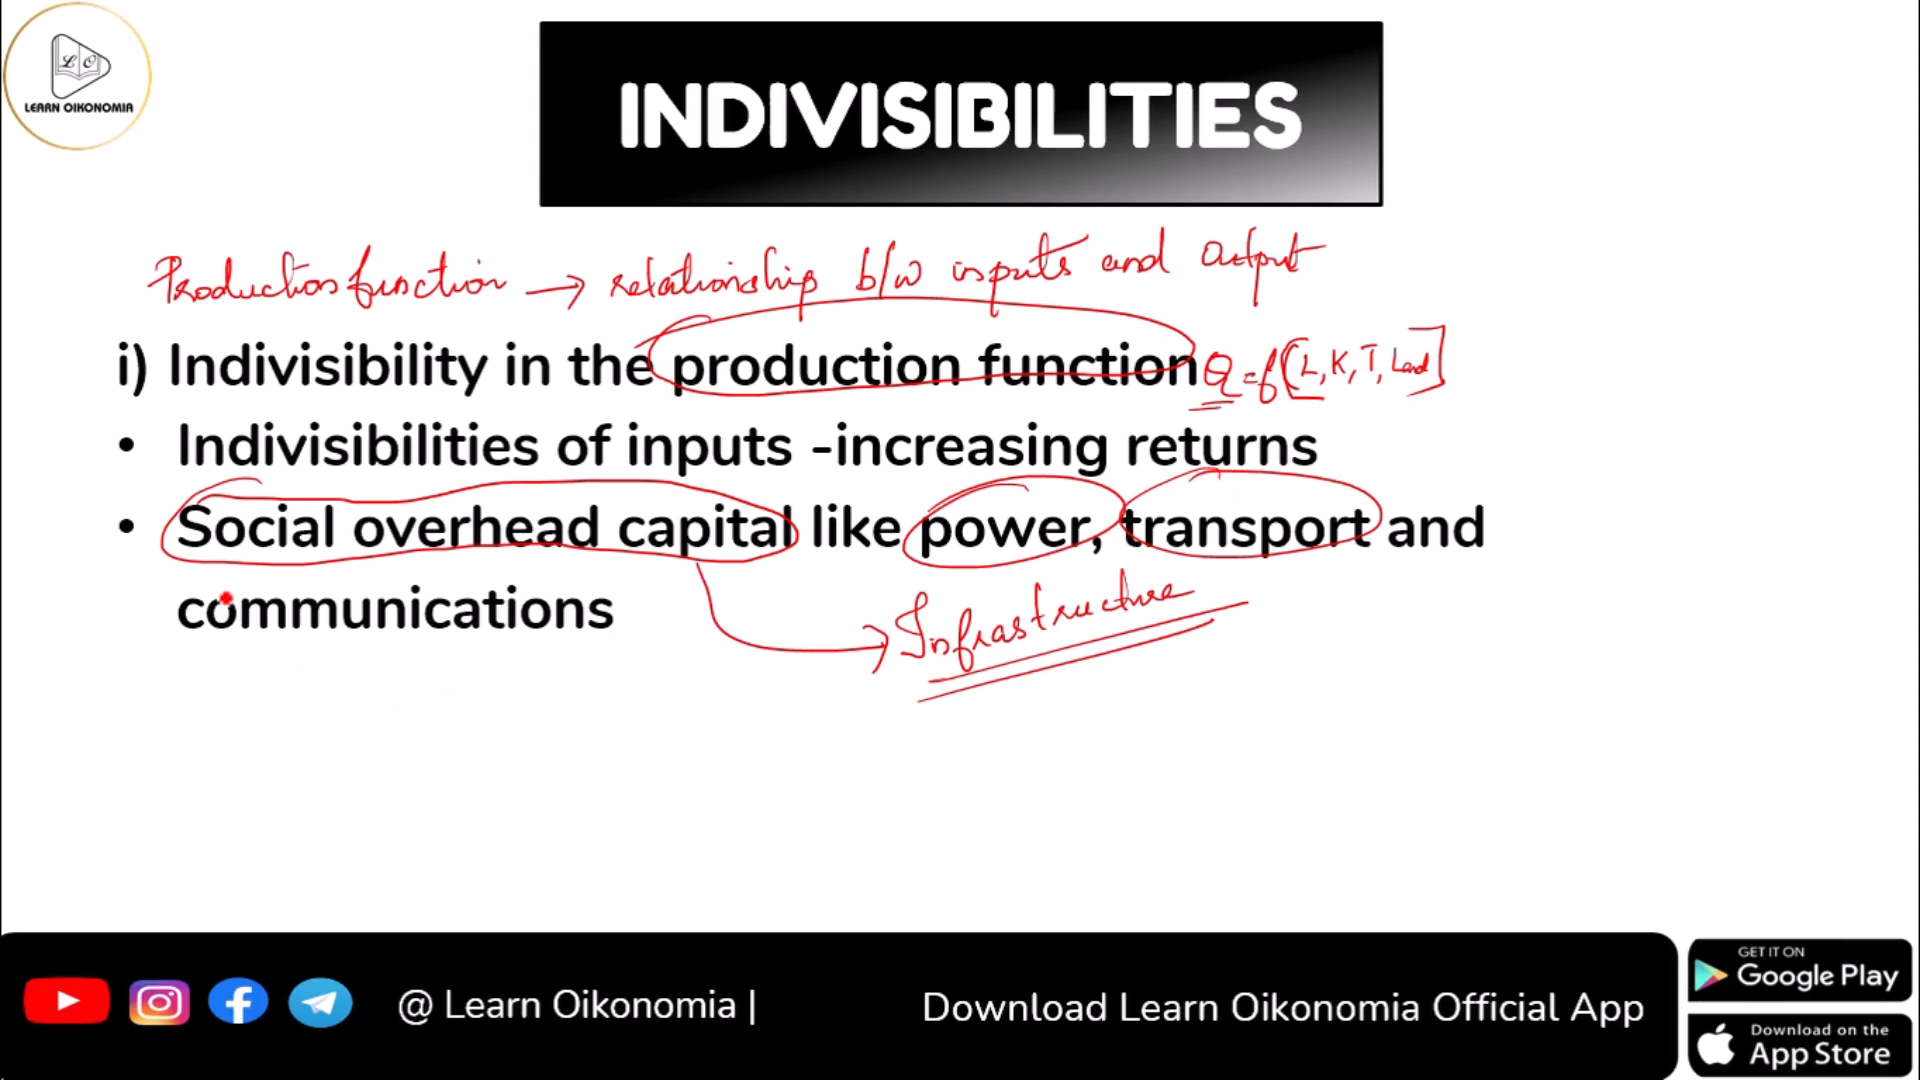 L O
LEARN OIKONOMIA
INDIVISIBILITIES
Production function → relationship b/w inputs and output
i) Indivisibility in the production function Q = f [L, K, T, Land]
• Indivisibilities of inputs -increasing returns
• Social overhead capital like power, transport and
communications
Infrastructure
@ Learn Oikonomia |
Download Learn Oikonomia Official App
GET IT ON
Google Play
Download on the
App Store